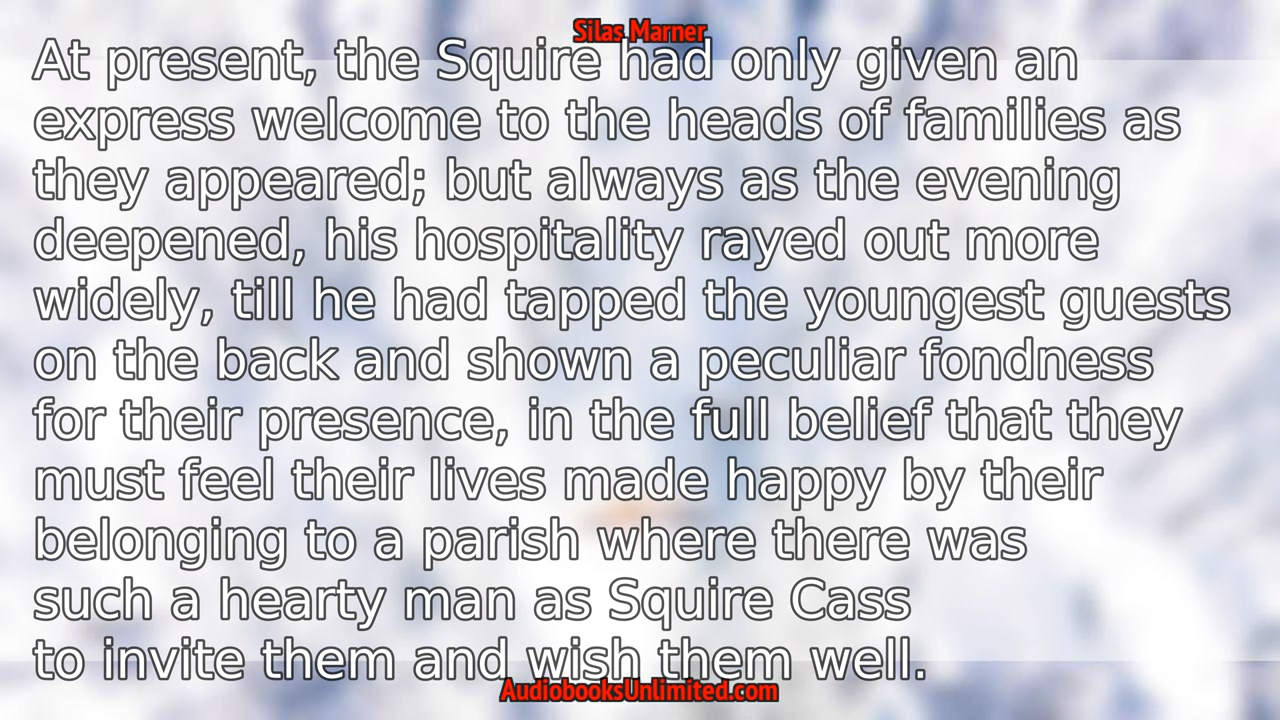 Silas Marner
At present, the Squire had only given an
express welcome to the heads of families as
they appeared; but always as the evening
deepened, his hospitality rayed out more
widely, till he had tapped the youngest guests
on the back and shown a peculiar fondness
for their presence, in the full belief that they
must feel their lives made happy by their
belonging to a parish where there was
such a hearty man as Squire Cass
to invite them and wish them well.
AudiobooksUnlimited.com